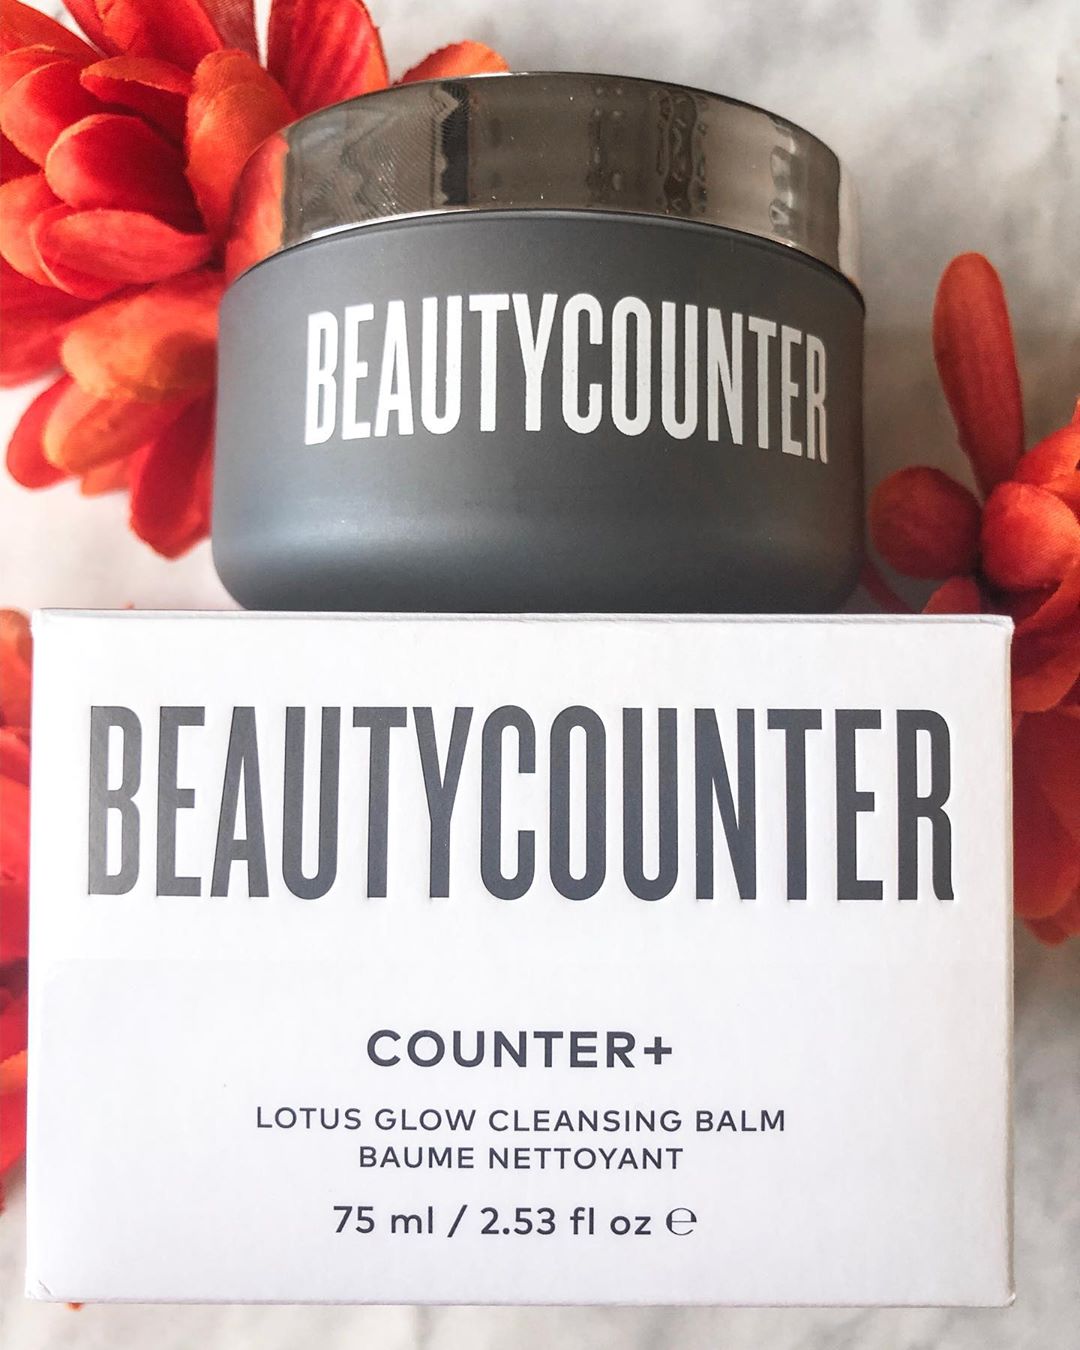 BEAUTYCOUNTER
BEAUTYCOUNTER
COUNTER+
LOTUS GLOW CLEANSING BALM
BAUME NETTOYANT
75 ml / 2.53 fl oz ℮